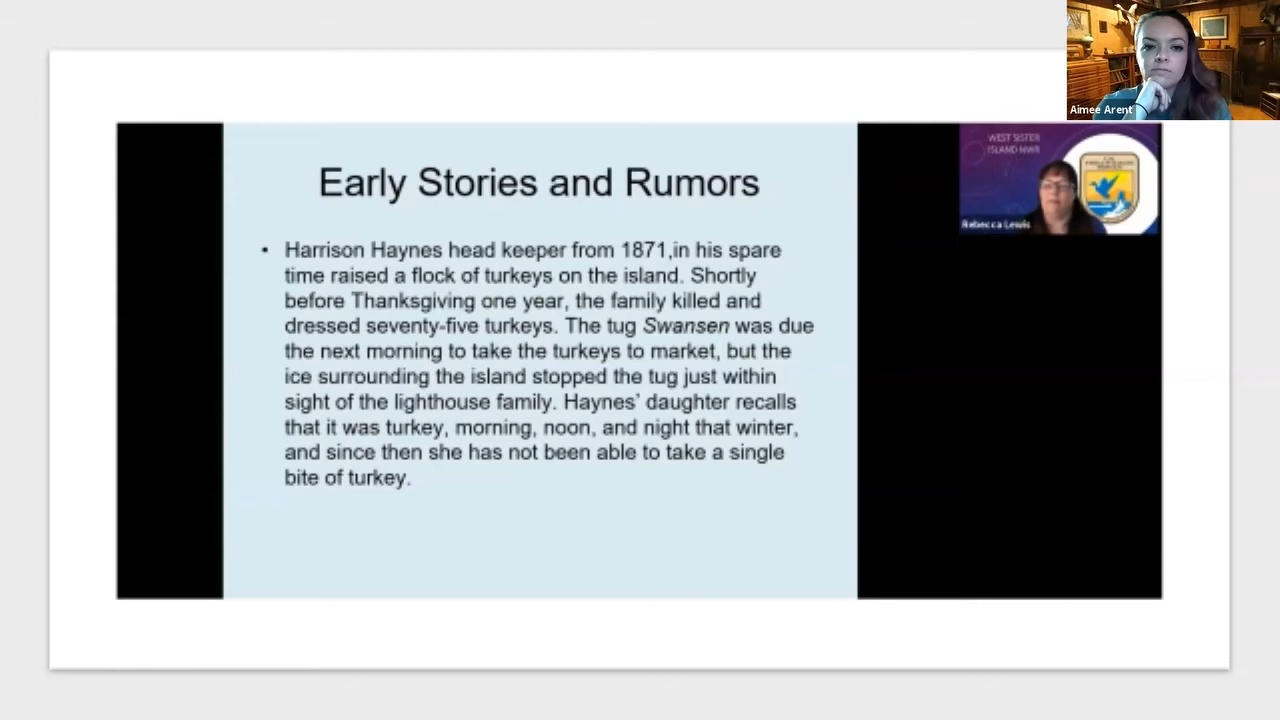 Aimee Arent
WEST SISTER
ISLAND NWR
Rebecca Lewis
Early Stories and Rumors
• Harrison Haynes head keeper from 1871,in his spare
time raised a flock of turkeys on the island. Shortly
before Thanksgiving one year, the family killed and
dressed seventy-five turkeys. The tug Swansen was due
the next morning to take the turkeys to market, but the
ice surrounding the island stopped the tug just within
sight of the lighthouse family. Haynes’ daughter recalls
that it was turkey, morning, noon, and night that winter,
and since then she has not been able to take a single
bite of turkey.